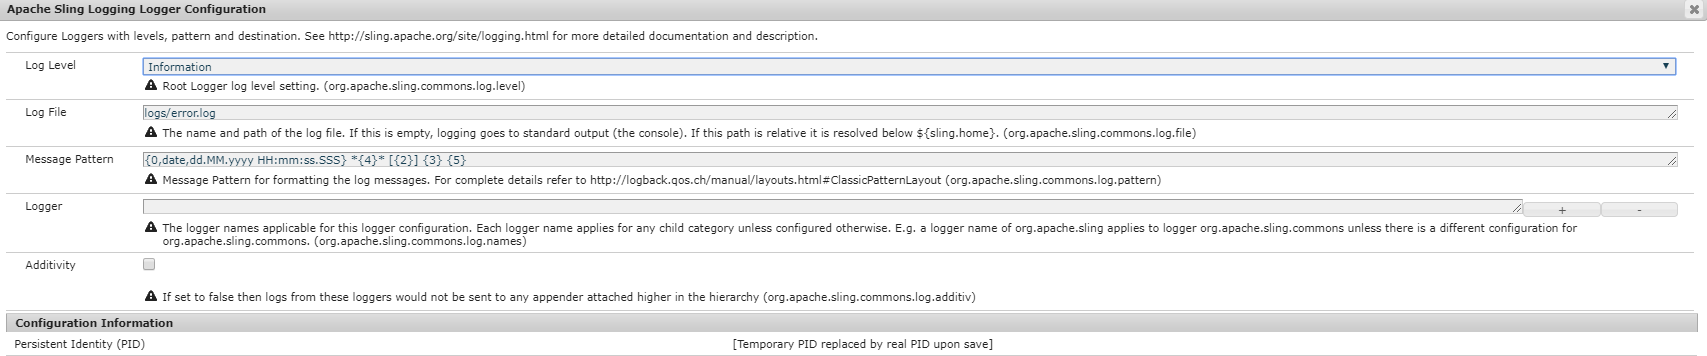 Apache Sling Logging Logger Configuration
Configure Loggers with levels, pattern and destination. See http://sling.apache.org/site/logging.html for more detailed documentation and description.
Log Level
Information
Root Logger log level setting. (org.apache.sling.commons.log.level)
Log File
logs/error.log
The name and path of the log file. If this is empty, logging goes to standard output (the console). If this path is relative it is resolved below ${sling.home}. (org.apache.sling.commons.log.file)
Message Pattern
{0,date,dd.MM.yyyy HH:mm:ss.SSS} *{4}* [{2}] {3} {5}
Message Pattern for formatting the log messages. For complete details refer to http://logback.qos.ch/manual/layouts.html#ClassicPatternLayout (org.apache.sling.commons.log.pattern)
Logger
+ -
The logger names applicable for this logger configuration. Each logger name applies for any child category unless configured otherwise. E.g. a logger name of org.apache.sling applies to logger org.apache.sling.commons unless there is a different configuration for
org.apache.sling.commons. (org.apache.sling.commons.log.names)
Additivity
If set to false then logs from these loggers would not be sent to any appender attached higher in the hierarchy (org.apache.sling.commons.log.additiv)
Configuration Information
Persistent Identity (PID) [Temporary PID replaced by real PID upon save]